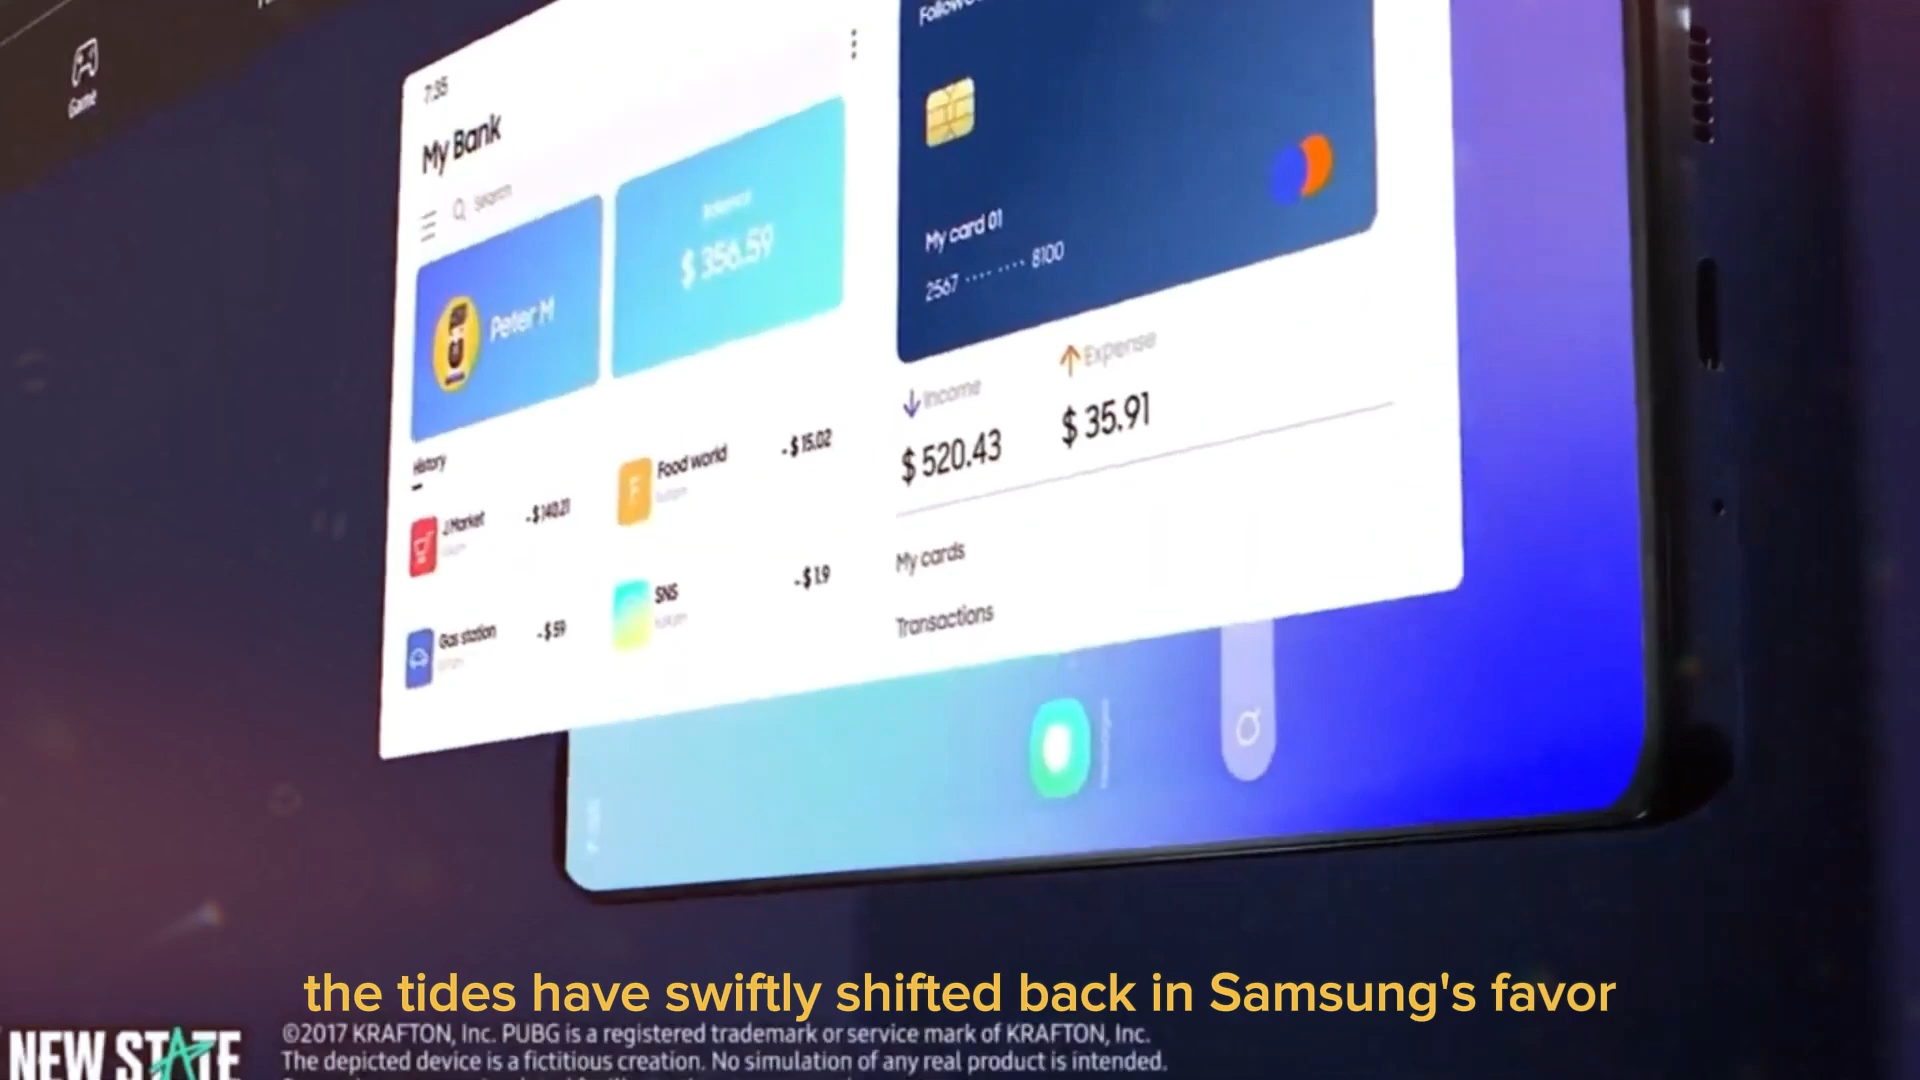 Game
7:35
My Bank
Search
Peter M
Balance
$ 356.59
History
J.Market
-$140.21
Gas station
-$59
Food world
-$15.02
SNS
-$1.9
My card 01
2567 ···· ···· 8100
Income
$ 520.43
Expense
$ 35.91
My cards
Transactions
the tides have swiftly shifted back in Samsung's favor
NEW STATE
©2017 KRAFTON, Inc. PUBG is a registered trademark or service mark of KRAFTON, Inc.
The depicted device is a fictitious creation. No simulation of any real product is intended.